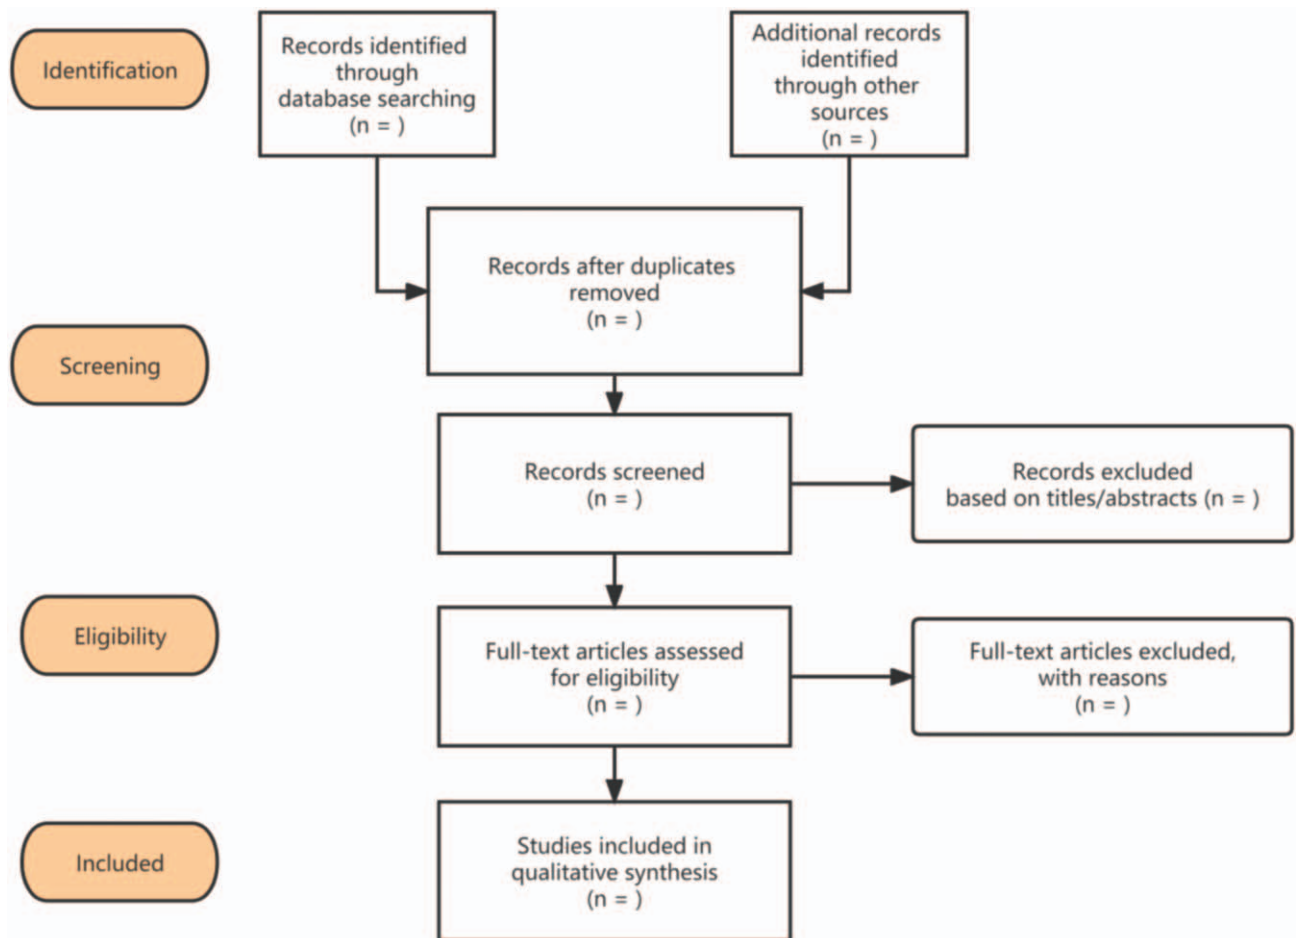 Identification
Records identified
through
database searching
(n = )
Additional records
identified
through other
sources
(n = )
Records after duplicates
removed
(n = )
Screening
Records screened
(n = )
Records excluded
based on titles/abstracts (n = )
Eligibility
Full-text articles assessed
for eligibility
(n = )
Full-text articles excluded,
with reasons
(n = )
Included
Studies included in
qualitative synthesis
(n = )